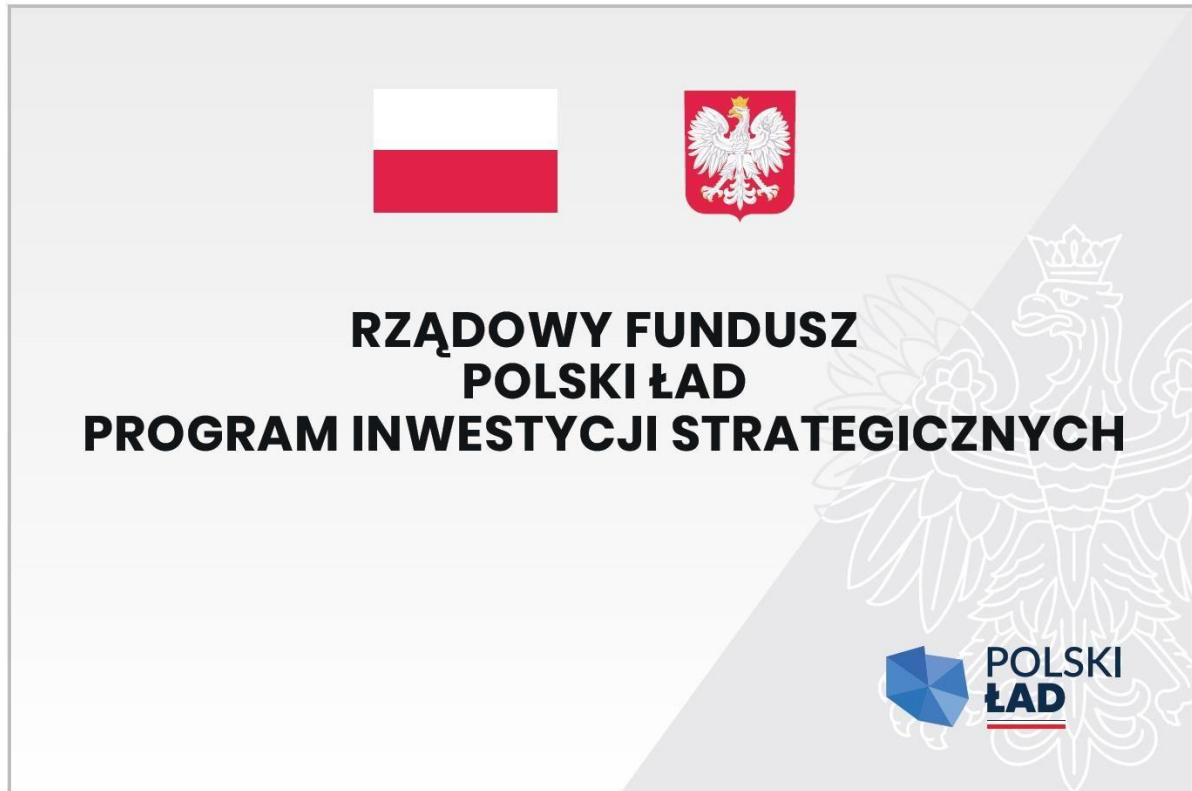 RZĄDOWY FUNDUSZ
POLSKI ŁAD
PROGRAM INWESTYCJI STRATEGICZNYCH
POLSKI
ŁAD